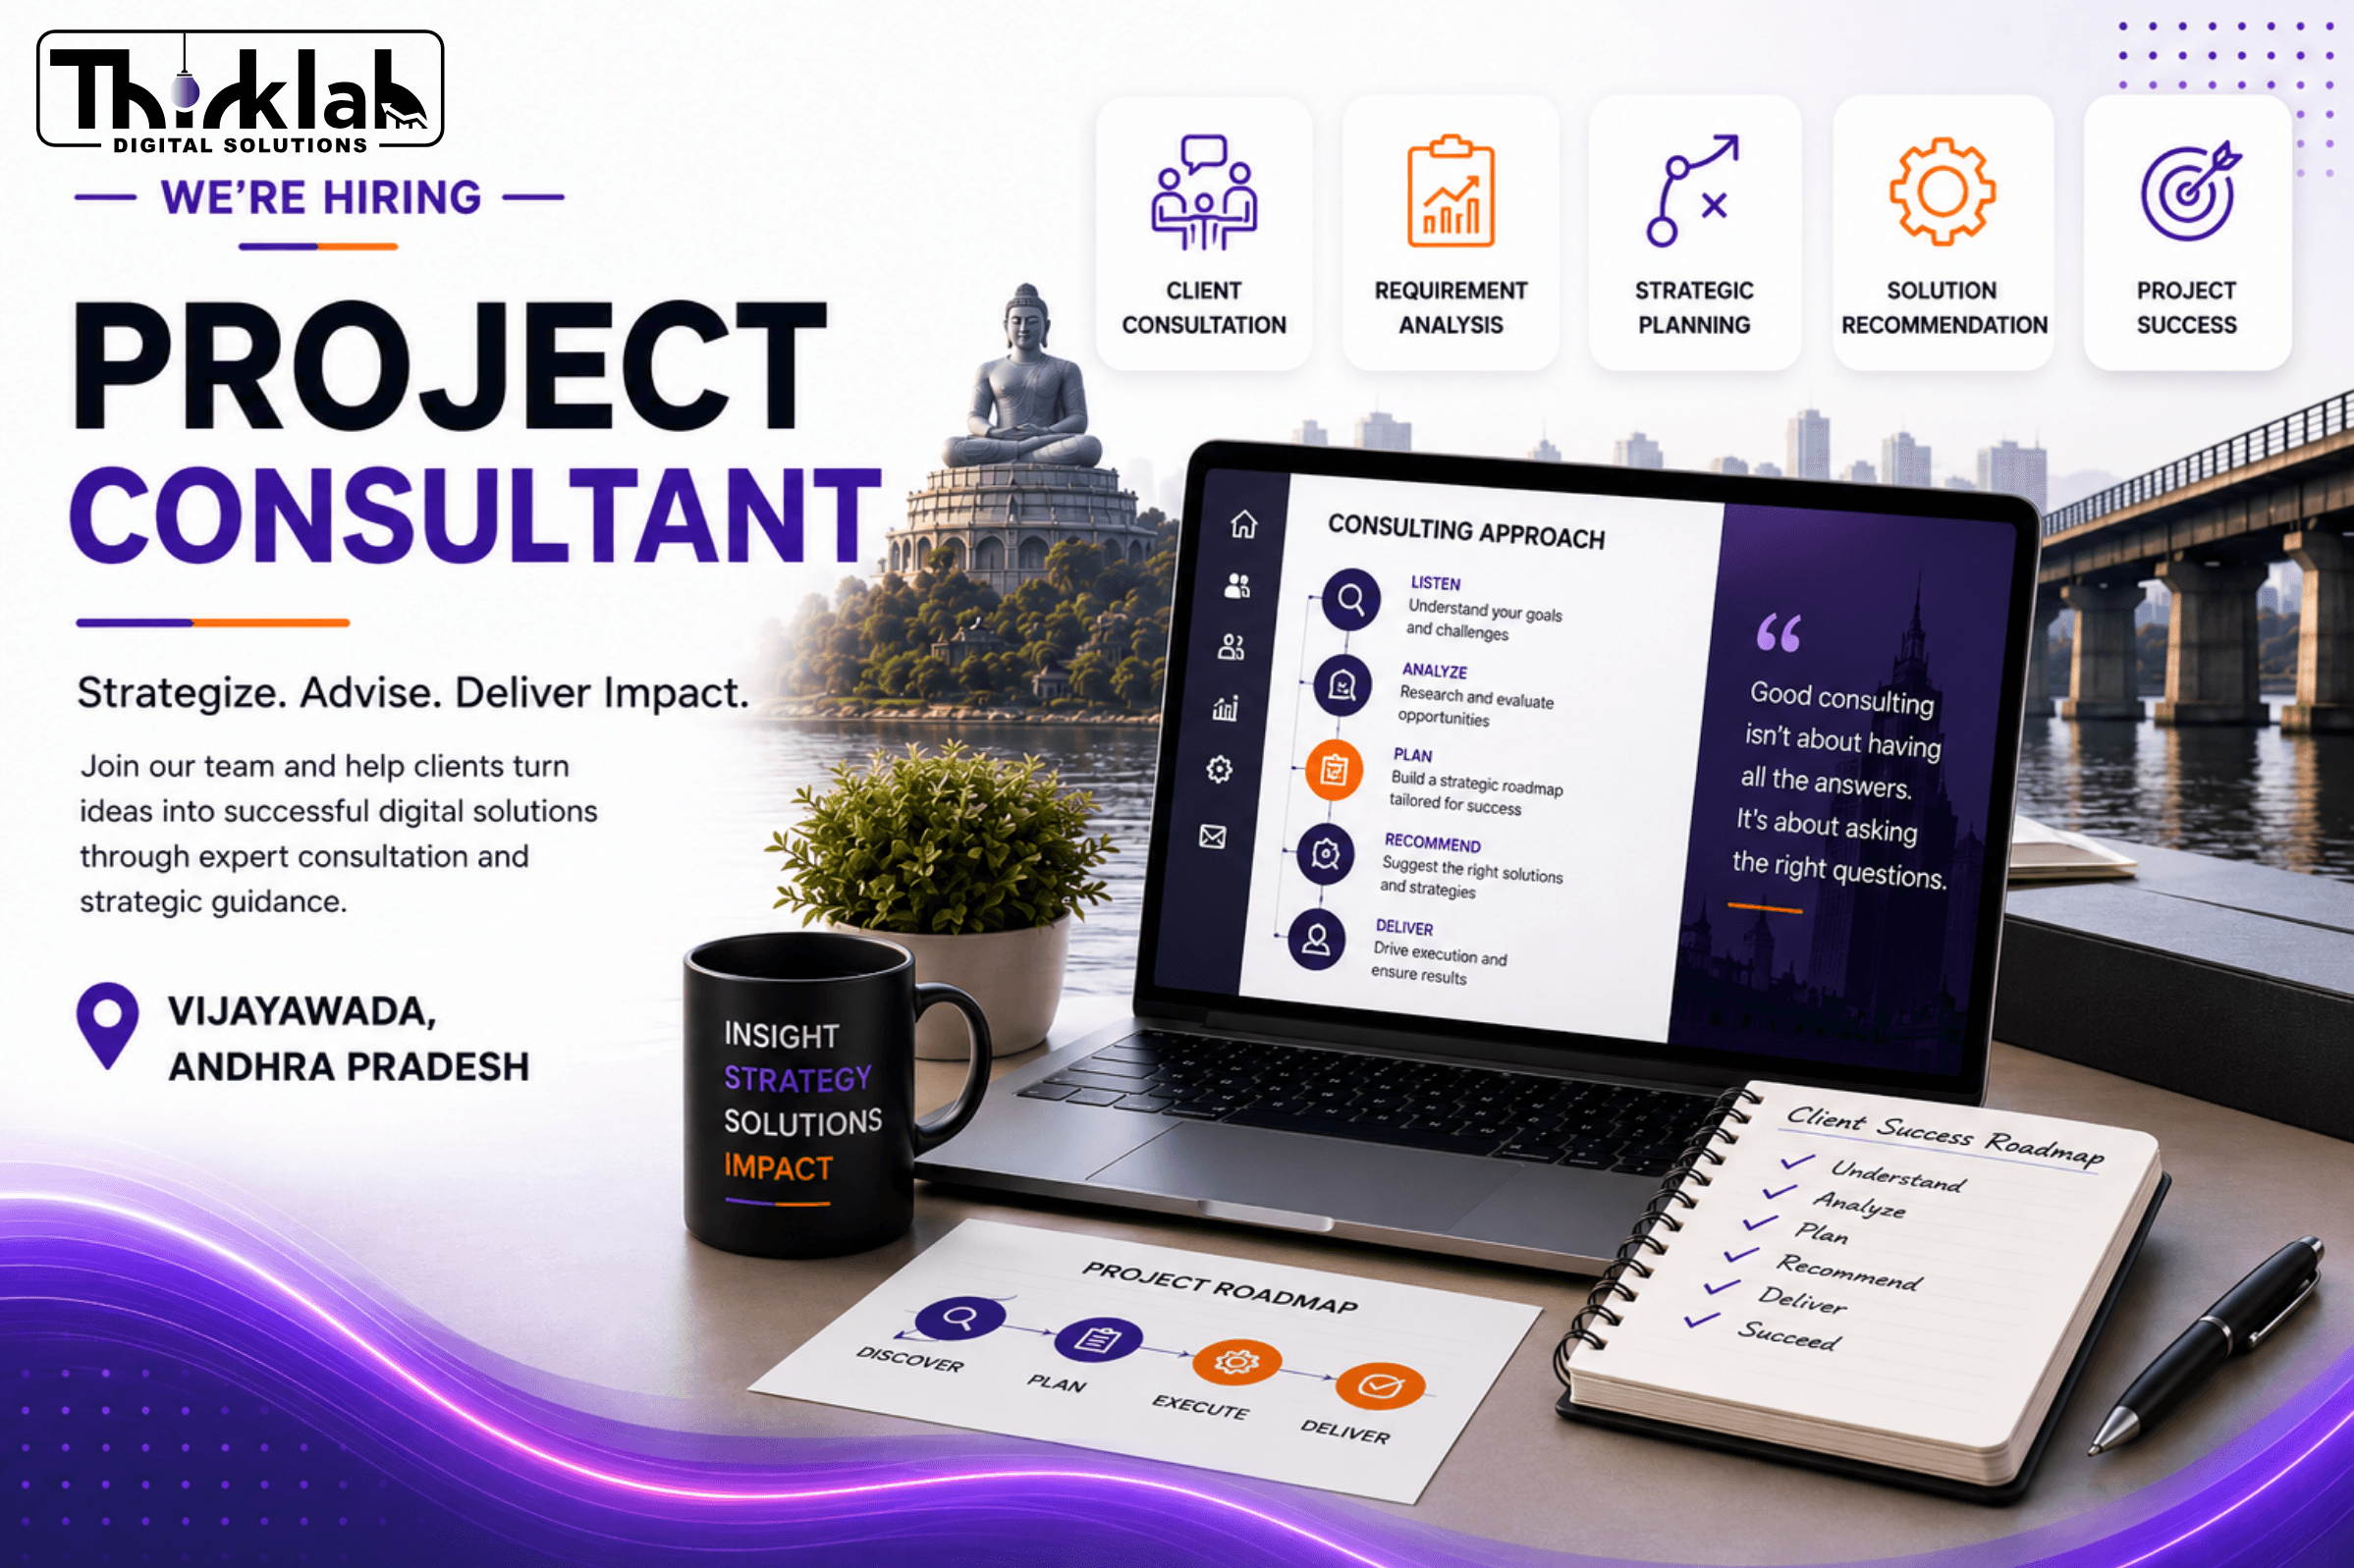 Thinklab
DIGITAL SOLUTIONS
WE'RE HIRING
PROJECT
CONSULTANT
Strategize. Advise. Deliver Impact.
Join our team and help clients turn
ideas into successful digital solutions
through expert consultation and
strategic guidance.
VIJAYAWADA,
ANDHRA PRADESH
CLIENT
CONSULTATION
REQUIREMENT
ANALYSIS
STRATEGIC
PLANNING
SOLUTION
RECOMMENDATION
PROJECT
SUCCESS
CONSULTING APPROACH
LISTEN
Understand your goals
and challenges
ANALYZE
Research and evaluate
opportunities
PLAN
Build a strategic roadmap
tailored for success
RECOMMEND
Suggest the right solutions
and strategies
DELIVER
Drive execution and
ensure results
“
Good consulting
isn't about having
all the answers.
It's about asking
the right questions.
INSIGHT
STRATEGY
SOLUTIONS
IMPACT
PROJECT ROADMAP
DISCOVER
PLAN
EXECUTE
DELIVER
Client Success Roadmap
Understand
Analyze
Plan
Recommend
Deliver
Succeed